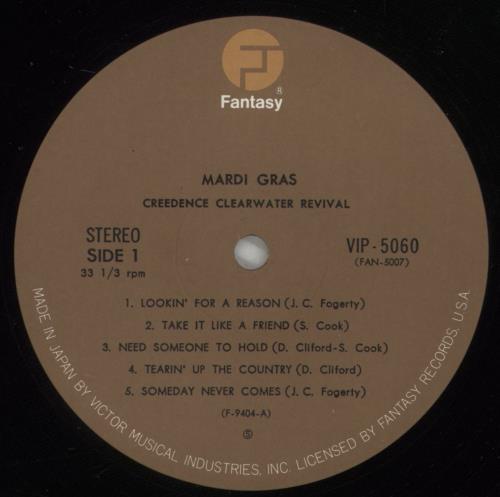 Fantasy ®
MARDI GRAS
CREEDENCE CLEARWATER REVIVAL
STEREO
SIDE 1
33 1/3 rpm
VIP-5060
(FAN-5007)
1. LOOKIN' FOR A REASON (J. C. Fogerty)
2. TAKE IT LIKE A FRIEND (S. Cook)
3. NEED SOMEONE TO HOLD (D. Cliford-S. Cook)
4. TEARIN' UP THE COUNTRY (D. Cliford)
5. SOMEDAY NEVER COMES (J. C. Fogerty)
(F-9404-A)
Ⓢ
MADE IN JAPAN BY VICTOR MUSICAL INDUSTRIES, INC. LICENSED BY FANTASY RECORDS, U.S.A.